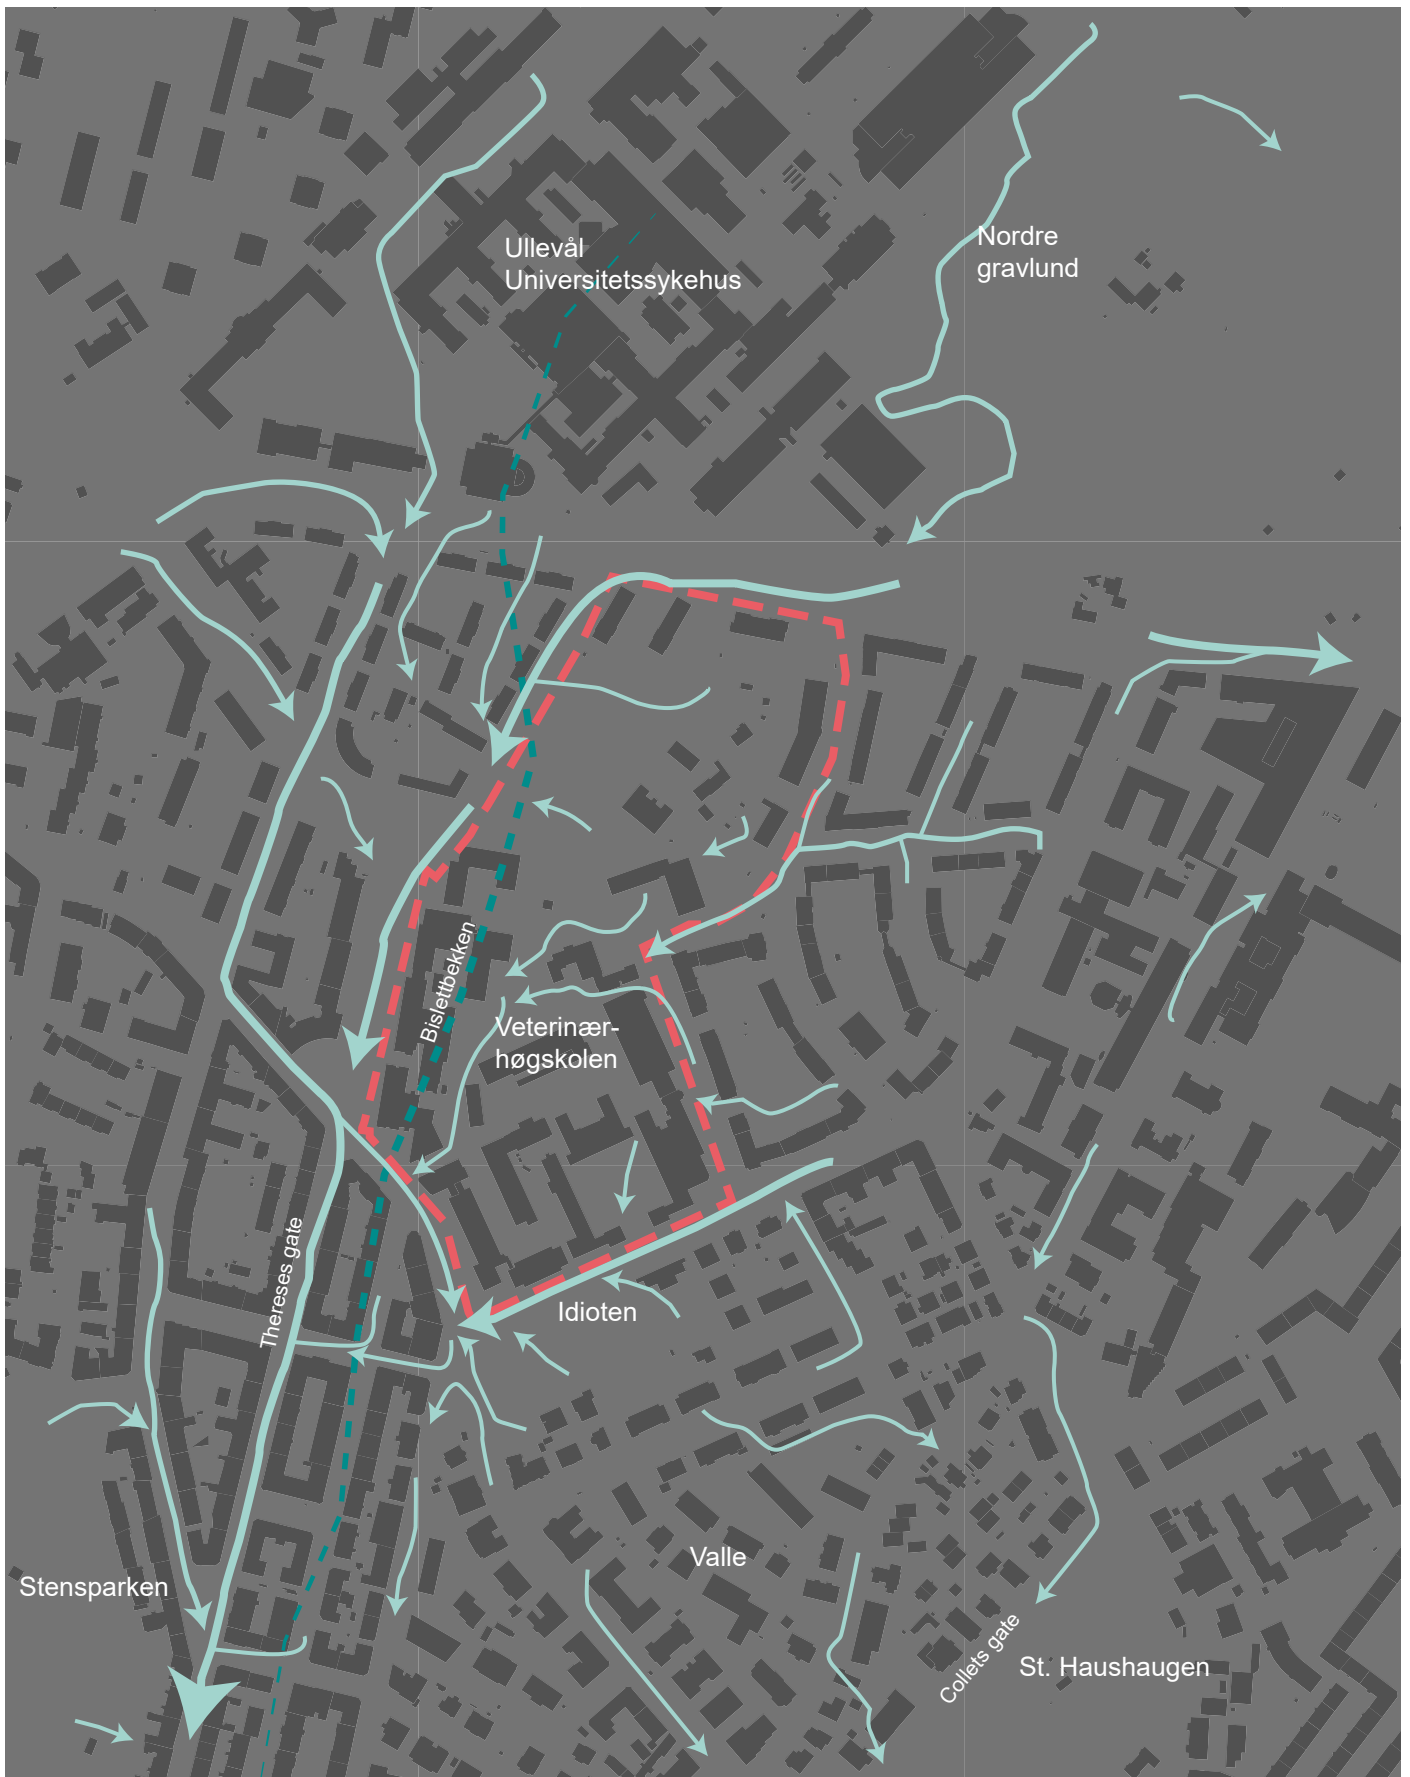 Ullevål
Universitetssykehus
Nordre
gravlund
Bislettbekken
Veterinær-
høgskolen
Thereses gate
Idioten
Valle
Stensparken
Collets gate
St. Haushaugen